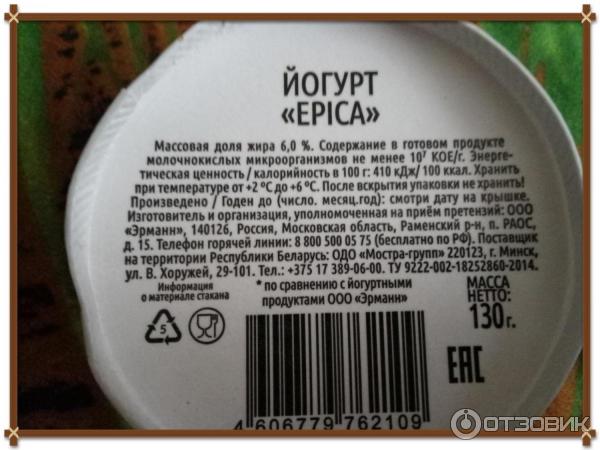 ЙОГУРТ
«EPICA»
Массовая доля жира 6,0 %. Содержание в готовом продукте
молочнокислых микроорганизмов не менее 10⁷ КОЕ/г. Энерге-
тическая ценность / калорийность в 100 г: 410 кДж/ 100 ккал. Хранить
при температуре от +2 ºС до +6 ºС. После вскрытия упаковки не хранить!
Произведено / Годен до (число. месяц.год): смотри дату на крышке.
Изготовитель и организация, уполномоченная на приём претензий: ООО
«Эрманн», 140126, Россия, Московская область, Раменский р-н, п. РАОС,
д. 15. Телефон горячей линии: 8 800 500 05 75 (бесплатно по РФ). Поставщик
на территории Республики Беларусь: ОДО «Мостра-групп» 220123, г. Минск,
ул. В. Хоружей, 29-101. Тел.: +375 17 389-06-00. ТУ 9222-002-18252860-2014.
Информация
о материале стакана
* по сравнению с йогуртными
продуктами ООО «Эрманн»
МАССА
НЕТТО:
130 г.
5
EAC
4 606779 762109
ОТЗОВИК